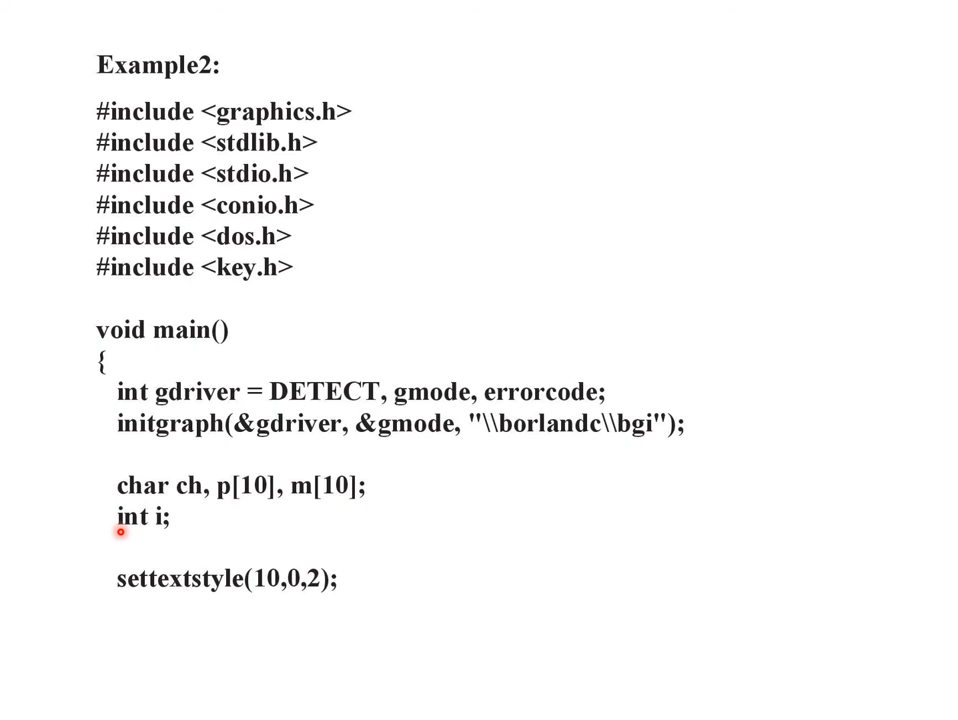 Example2:
#include <graphics.h>
#include <stdlib.h>
#include <stdio.h>
#include <conio.h>
#include <dos.h>
#include <key.h>
void main()
{
int gdriver = DETECT, gmode, errorcode;
initgraph(&gdriver, &gmode, "\\borlandc\\bgi");
char ch, p[10], m[10];
int i;
settextstyle(10,0,2);